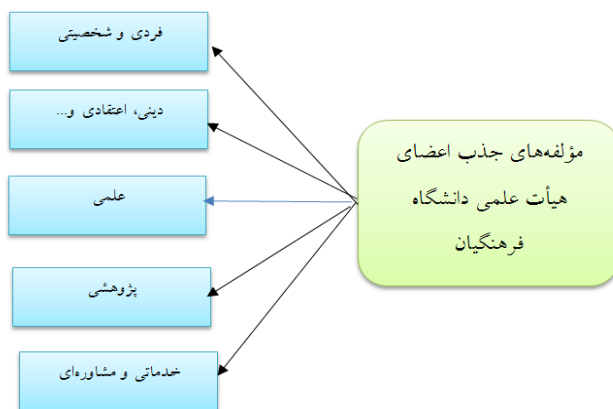 فردی و شخصیتی
دینی، اعتقادی و...
علمی
پژوهشی
خدماتی و مشاوره‌ای
مؤلفه‌های جذب اعضای
هیأت علمی دانشگاه
فرهنگیان